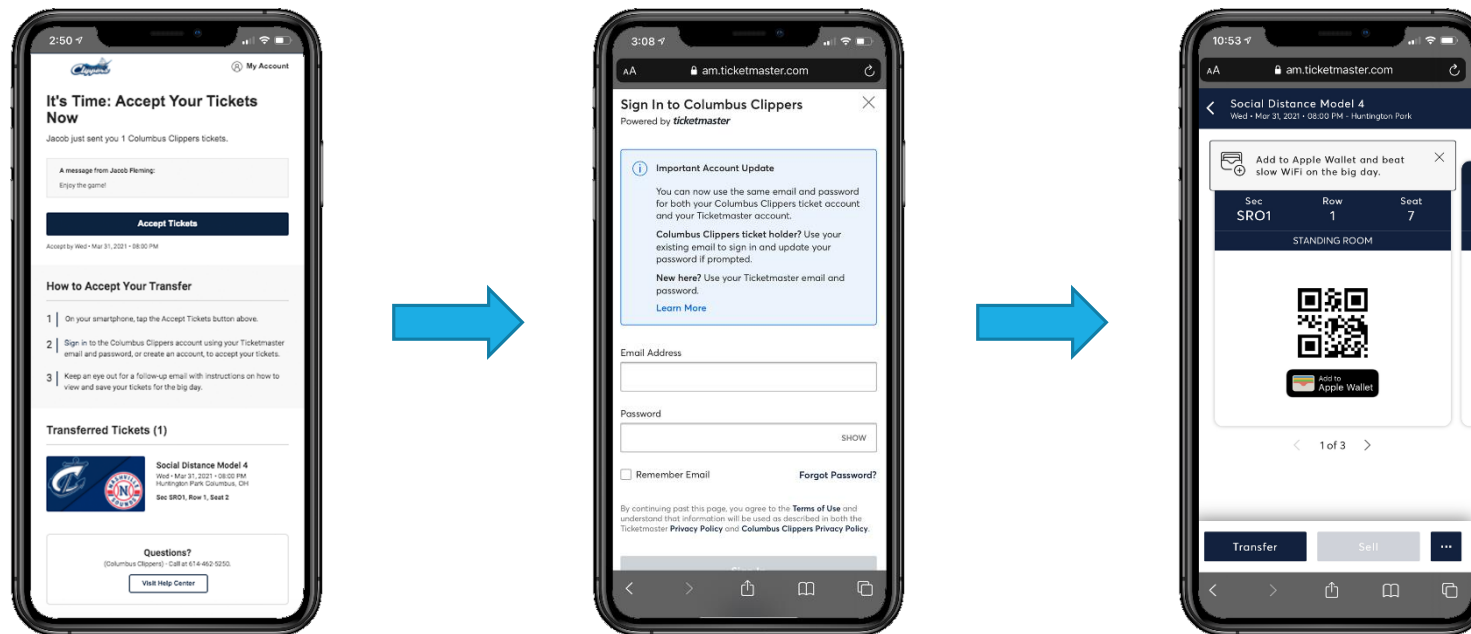 2:50
Clippers
My Account
It's Time: Accept Your Tickets
Now
Jacob just sent you 1 Columbus Clippers tickets.
A message from Jacob Fleming:
Enjoy the game!
Accept Tickets
Accept by Wed • Mar 31, 2021 • 08:00 PM
How to Accept Your Transfer
1 On your smartphone, tap the Accept Tickets button above.
2 Sign in to the Columbus Clippers account using your Ticketmaster
email and password, or create an account, to accept your tickets.
3 Keep an eye out for a follow-up email with instructions on how to
view and save your tickets for the big day.
Transferred Tickets (1)
C
NASHVILLE
N
SOUNDS
Social Distance Model 4
Wed • Mar 31, 2021 • 08:00 PM
Huntington Park Columbus, OH
Sec SRO1, Row 1, Seat 2
Questions?
(Columbus Clippers) - Call at 614-462-5250.
Visit Help Center
3:08
AA am.ticketmaster.com
Sign In to Columbus Clippers
Powered by ticketmaster
Important Account Update
You can now use the same email and password
for both your Columbus Clippers ticket account
and your Ticketmaster account.
Columbus Clippers ticket holder? Use your
existing email to sign in and update your
password if prompted.
New here? Use your Ticketmaster email and
password.
Learn More
Email Address
Password
SHOW
Remember Email Forgot Password?
By continuing past this page, you agree to the Terms of Use and
understand that information will be used as described in both the
Ticketmaster Privacy Policy and Columbus Clippers Privacy Policy.
Sign In
10:53
AA am.ticketmaster.com
Social Distance Model 4
Wed • Mar 31, 2021 • 08:00 PM - Huntington Park
Add to Apple Wallet and beat
slow WiFi on the big day.
Sec Row Seat
SRO1 1 7
STANDING ROOM
Add to
Apple Wallet
1 of 3
Transfer Sell ...